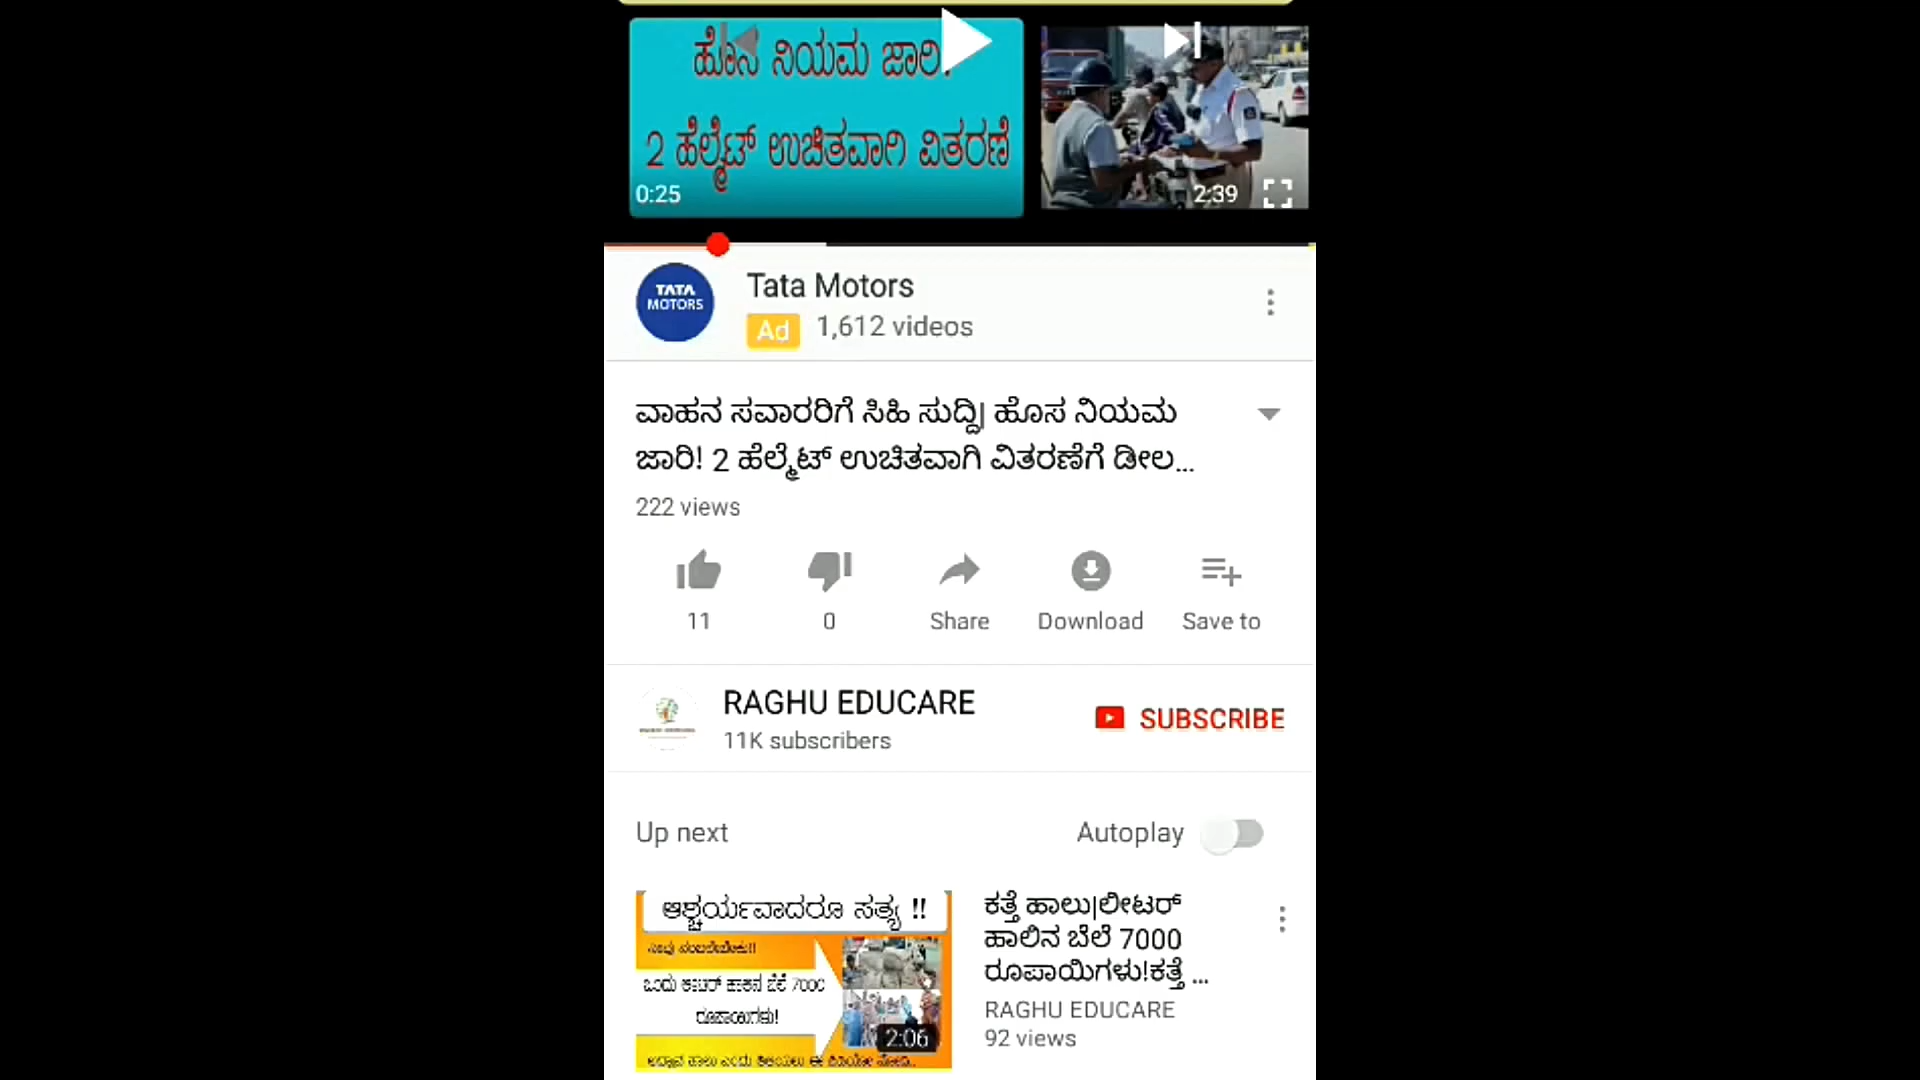 ಹೊಸ ನಿಯಮ ಜಾರಿ!
2 ಹೆಲ್ಮೆಟ್ ಉಚಿತವಾಗಿ ವಿತರಣೆ
0:25
2:39
TATA
MOTORS
Tata Motors
Ad 1,612 videos
ವಾಹನ ಸವಾರರಿಗೆ ಸಿಹಿ ಸುದ್ದಿ| ಹೊಸ ನಿಯಮ
ಜಾರಿ! 2 ಹೆಲ್ಮೆಟ್ ಉಚಿತವಾಗಿ ವಿತರಣೆಗೆ ಡೀಲ...
222 views
11
0
Share
Download
Save to
RAGHU EDUCARE
11K subscribers
SUBSCRIBE
Up next
Autoplay
ಆಶ್ಚರ್ಯವಾದರೂ ಸತ್ಯ !!
ಒಂದು ಲೀಟರ್ ಹಾಲಿನ ಬೆಲೆ 7000
ರೂಪಾಯಿಗಳು!
2:06
ಕತ್ತೆ ಹಾಲು|ಲೀಟರ್
ಹಾಲಿನ ಬೆಲೆ 7000
ರೂಪಾಯಿಗಳು!ಕತ್ತೆ ...
RAGHU EDUCARE
92 views